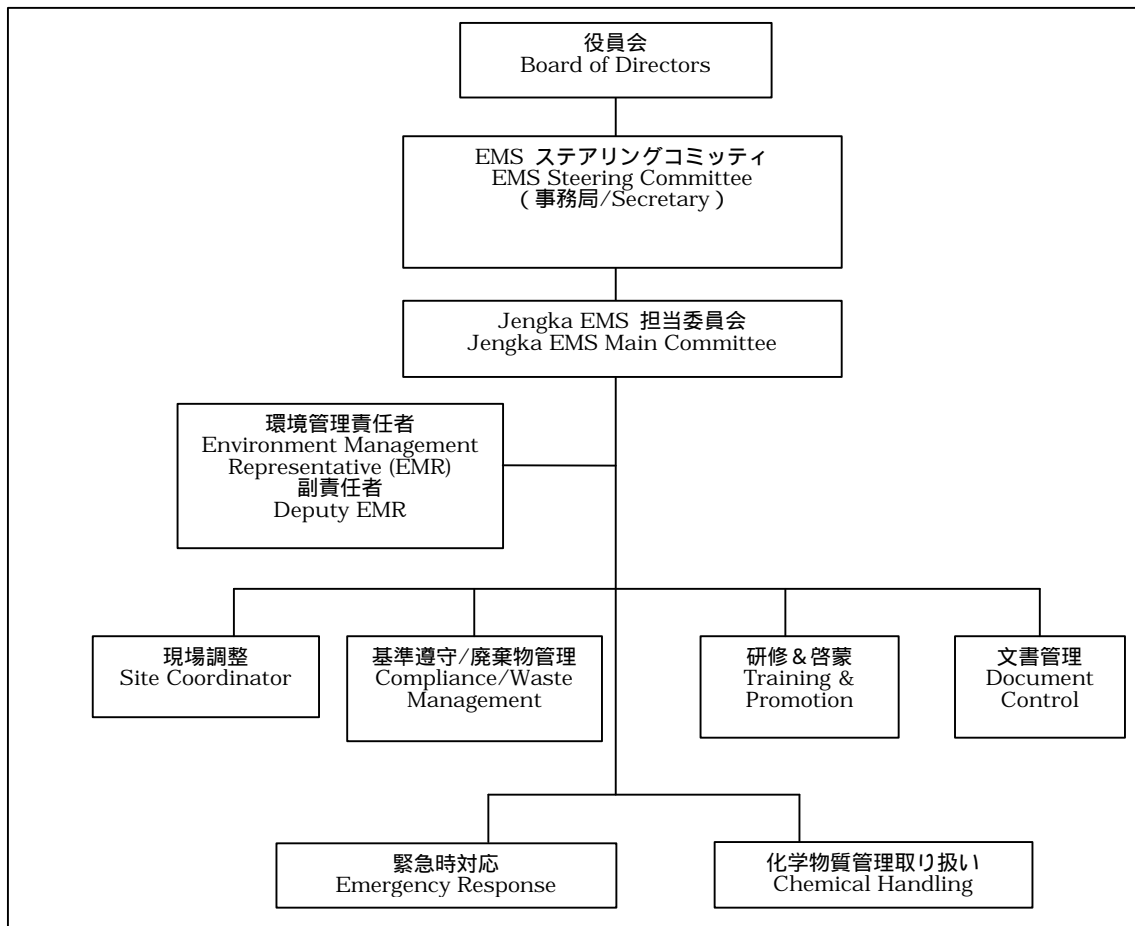 役員会
Board of Directors
EMS ステアリングコミッティ
EMS Steering Committee
( 事務局/Secretary )
Jengka EMS 担当委員会
Jengka EMS Main Committee
環境管理責任者
Environment Management
Representative (EMR)
副責任者
Deputy EMR
現場調整
Site Coordinator
基準遵守/廃棄物管理
Compliance/Waste
Management
研修＆啓蒙
Training &
Promotion
文書管理
Document
Control
緊急時対応
Emergency Response
化学物質管理取り扱い
Chemical Handling